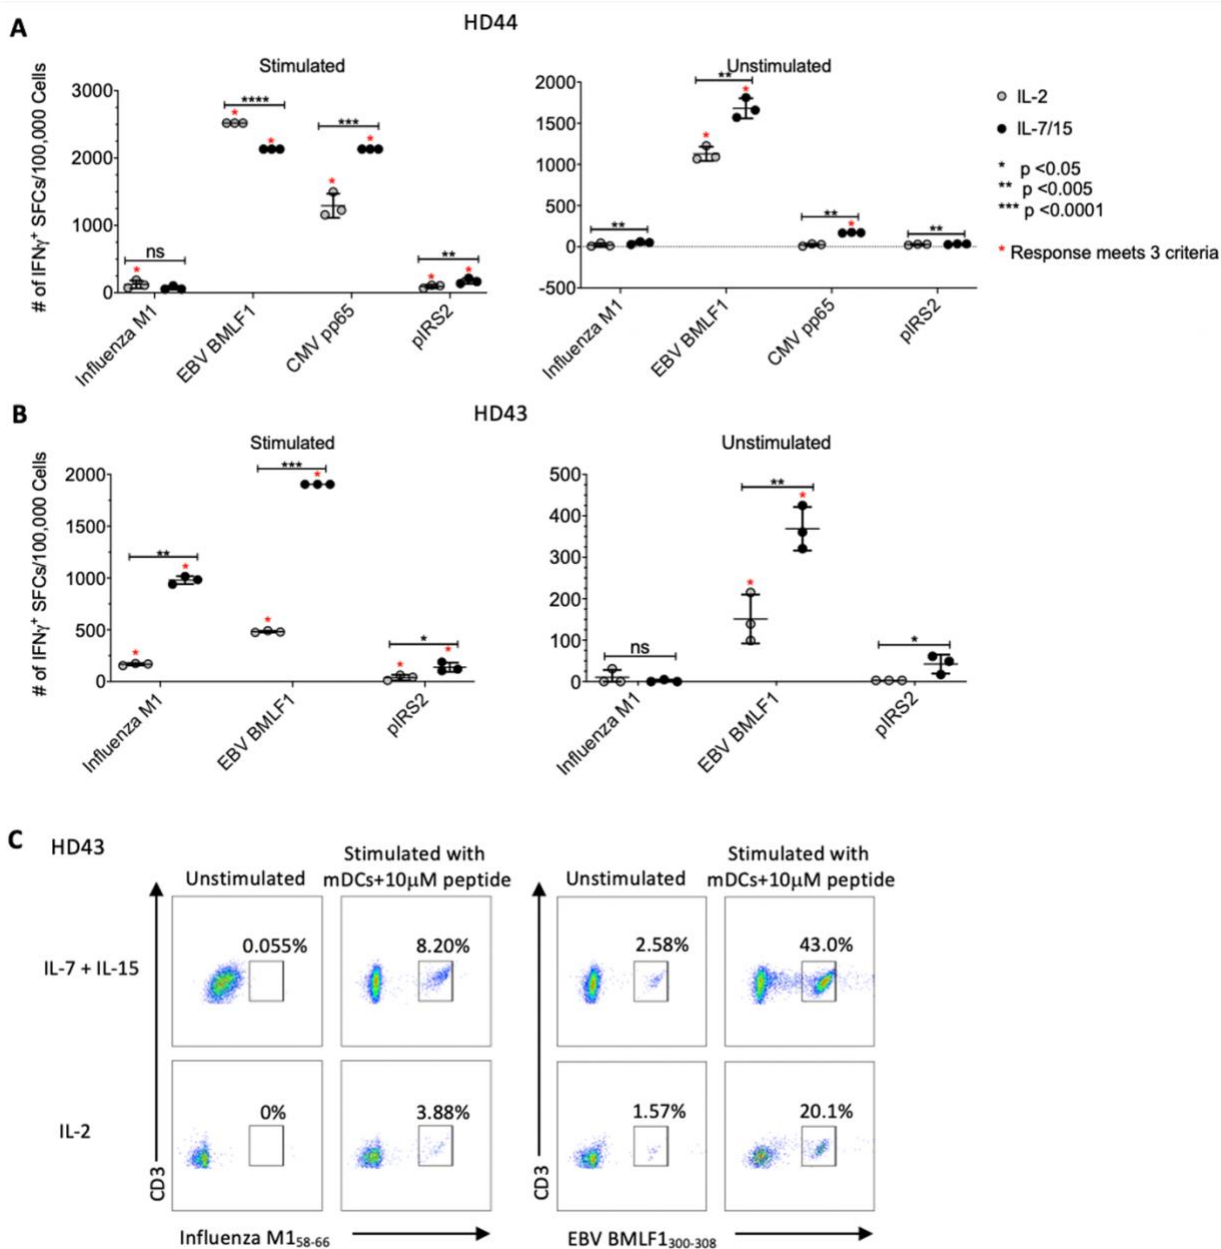 A
HD44
Stimulated
# of IFNγ+ SFCs/100,000 Cells
3000
2000
1000
0
ns
*
****
*
*
***
*
*
**
*
*
Influenza M1
EBV BMLF1
CMV pp65
pIRS2
Unstimulated
2000
1500
1000
500
0
-500
**
**
*
*
**
*
**
Influenza M1
EBV BMLF1
CMV pp65
pIRS2
IL-2
IL-7/15
* p <0.05
** p <0.005
*** p <0.0001
* Response meets 3 criteria
B
HD43
Stimulated
# of IFNγ+ SFCs/100,000 Cells
2000
1500
1000
500
0
**
*
*
***
*
*
*
*
*
Influenza M1
EBV BMLF1
pIRS2
Unstimulated
500
400
300
200
100
0
ns
**
*
*
*
Influenza M1
EBV BMLF1
pIRS2
C
HD43
Unstimulated
Stimulated with
mDCs+10μM peptide
Unstimulated
Stimulated with
mDCs+10μM peptide
IL-7 + IL-15
0.055%
8.20%
2.58%
43.0%
IL-2
0%
3.88%
1.57%
20.1%
CD3
CD3
Influenza M158-66
EBV BMLF1300-308